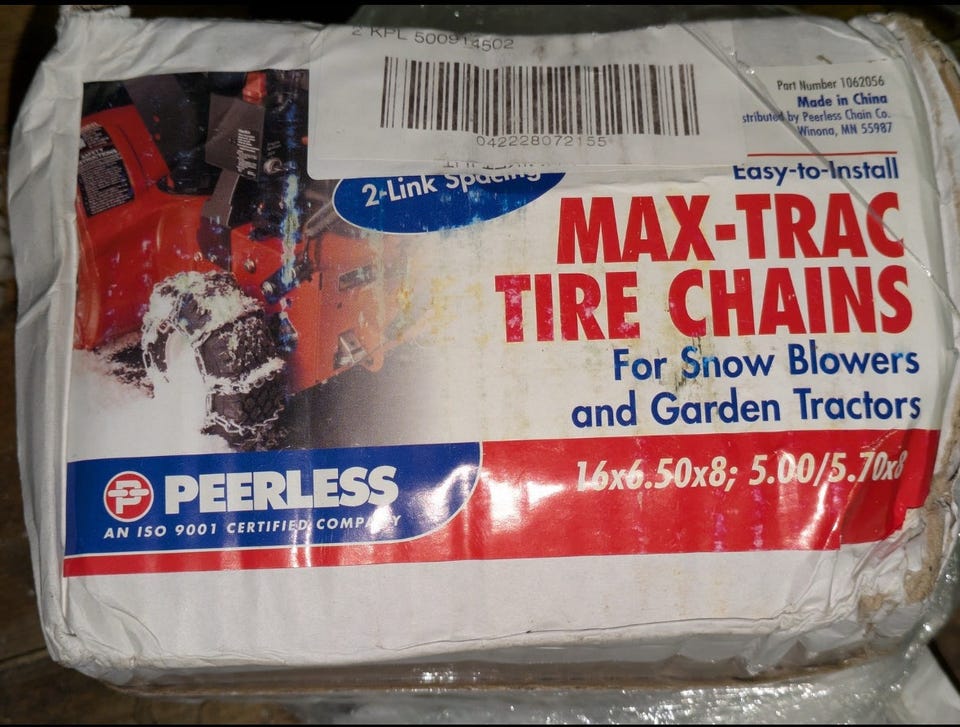 2 KPL 500914502
042228072155
Part Number 1062056
Made in China
stributed by Peerless Chain Co.
Winona, MN 55987
2-Link Spacing
Easy-to-Install
MAX-TRAC
TIRE CHAINS
For Snow Blowers
and Garden Tractors
16x6.50x8; 5.00/5.70x8
PEERLESS
AN ISO 9001 CERTIFIED COMPANY